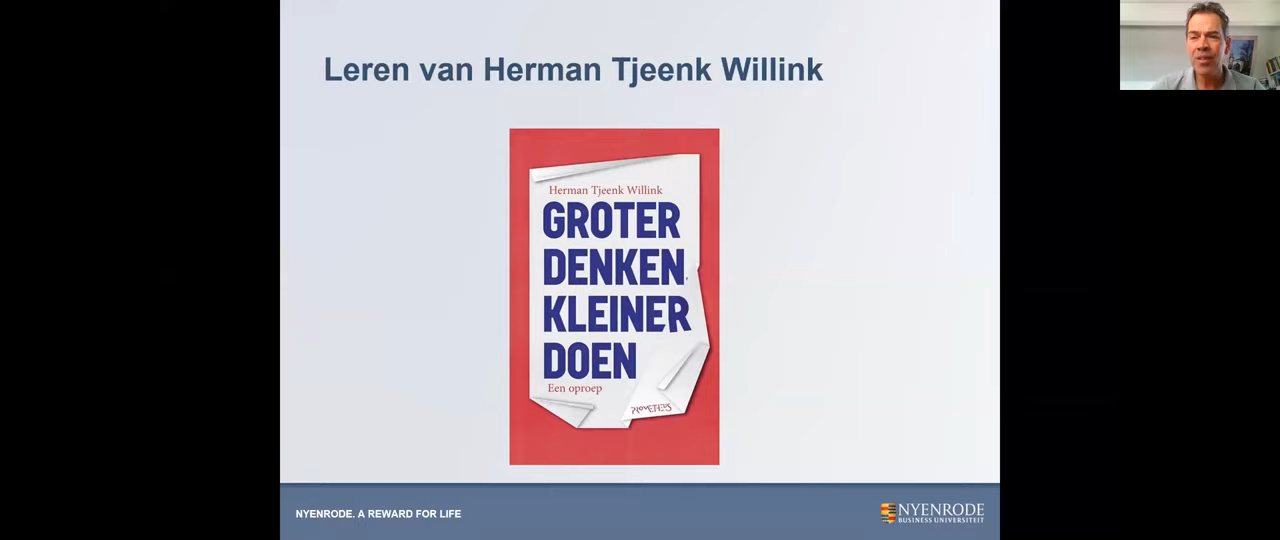 Leren van Herman Tjeenk Willink
Herman Tjeenk Willink
GROTER
DENKEN,
KLEINER
DOEN
Een oproep
PROMETHEUS
NYENRODE. A REWARD FOR LIFE
NYENRODE
BUSINESS UNIVERSITEIT